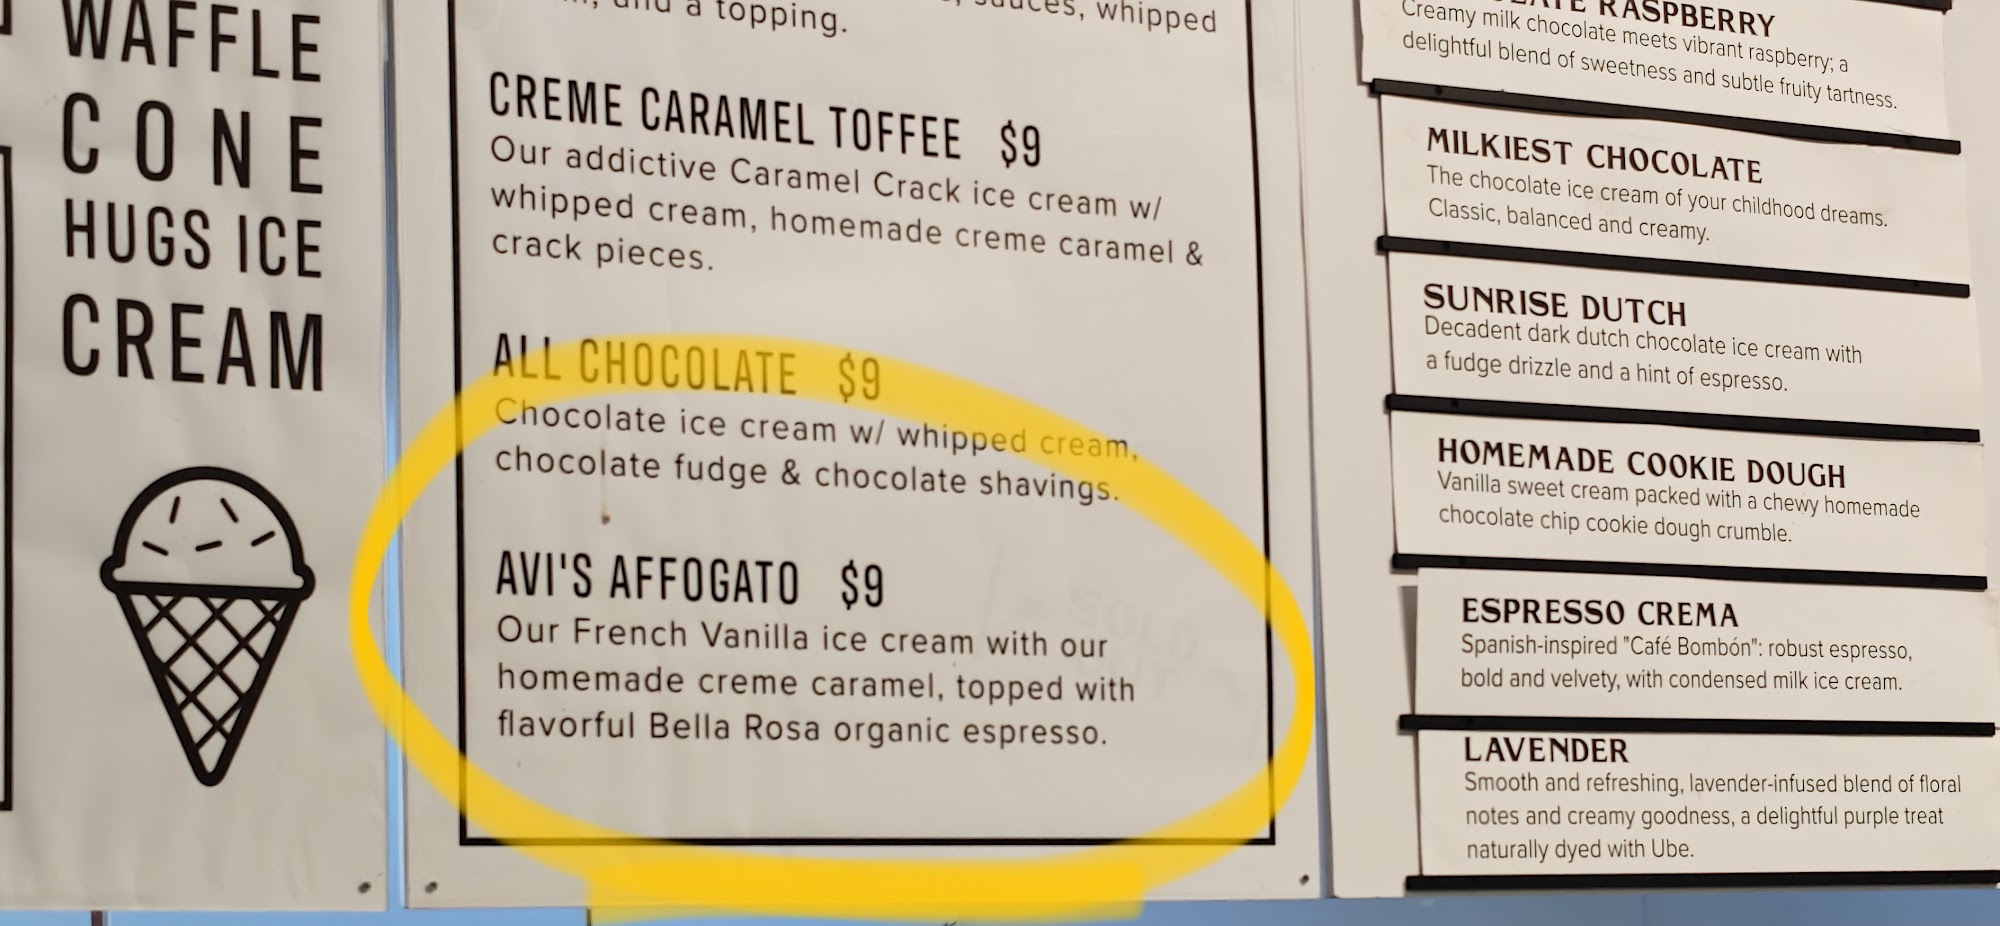 WAFFLE
CONE
HUGS ICE
CREAM
and a topping.
sauces, whipped
CREME CARAMEL TOFFEE $9
Our addictive Caramel Crack ice cream w/
whipped cream, homemade creme caramel &
crack pieces.
ALL CHOCOLATE $9
Chocolate ice cream w/ whipped cream,
chocolate fudge & chocolate shavings.
AVI'S AFFOGATO $9
Our French Vanilla ice cream with our
homemade creme caramel, topped with
flavorful Bella Rosa organic espresso.
SOLD
OUT
RASPBERRY
Creamy milk chocolate meets vibrant raspberry; a
delightful blend of sweetness and subtle fruity tartness.
MILKIEST CHOCOLATE
The chocolate ice cream of your childhood dreams.
Classic, balanced and creamy.
SUNRISE DUTCH
Decadent dark dutch chocolate ice cream with
a fudge drizzle and a hint of espresso.
HOMEMADE COOKIE DOUGH
Vanilla sweet cream packed with a chewy homemade
chocolate chip cookie dough crumble.
ESPRESSO CREMA
Spanish-inspired "Café Bombón": robust espresso,
bold and velvety, with condensed milk ice cream.
LAVENDER
Smooth and refreshing, lavender-infused blend of floral
notes and creamy goodness, a delightful purple treat
naturally dyed with Ube.